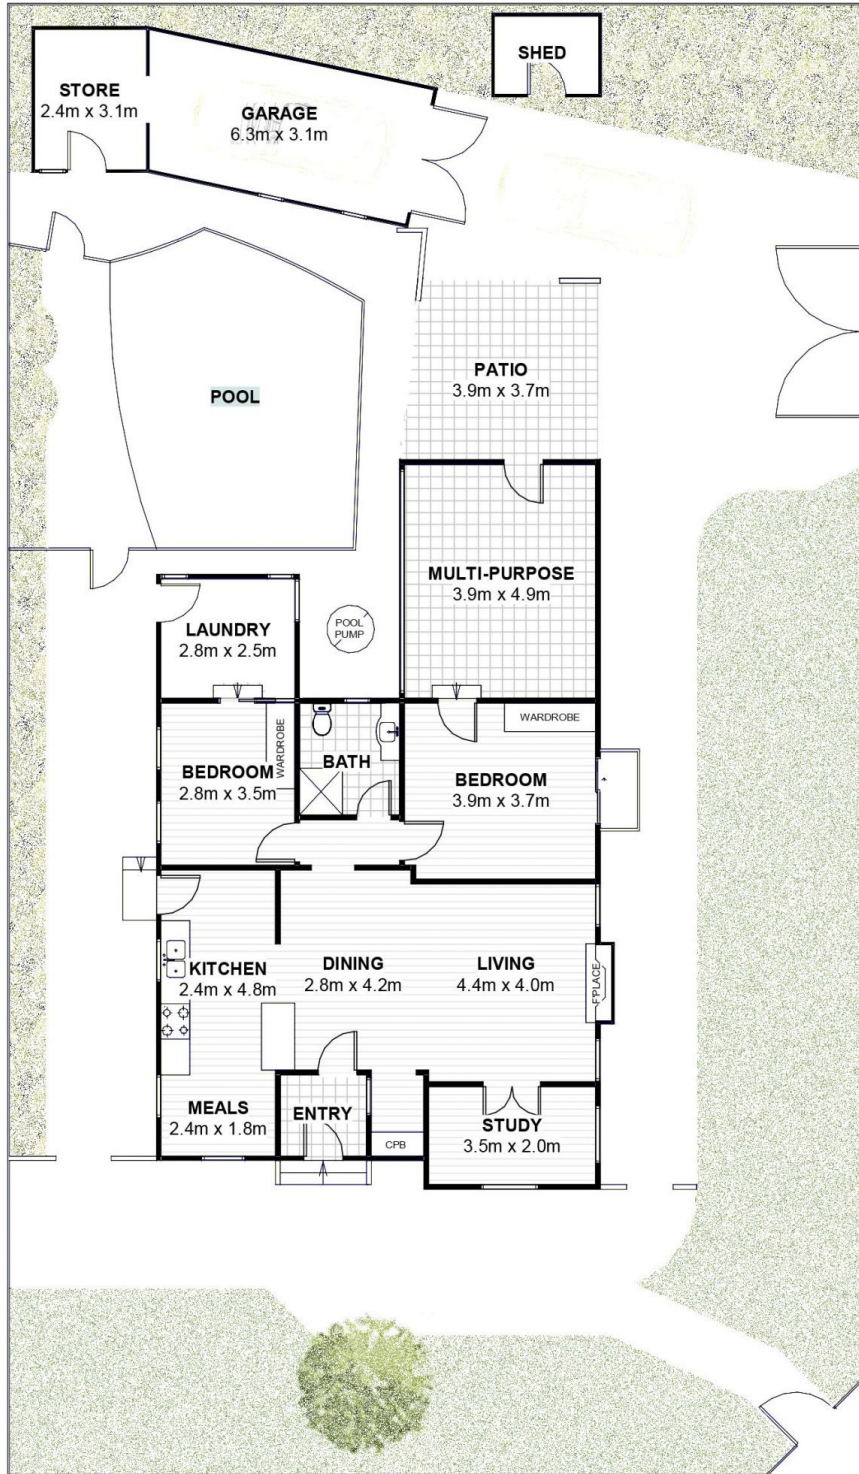 SHED
STORE
2.4m x 3.1m
GARAGE
6.3m x 3.1m
PATIO
3.9m x 3.7m
POOL
MULTI-PURPOSE
3.9m x 4.9m
POOL
PUMP
LAUNDRY
2.8m x 2.5m
WARDROBE
WARDROBE
BATH
BEDROOM
2.8m x 3.5m
BEDROOM
3.9m x 3.7m
KITCHEN
2.4m x 4.8m
DINING
2.8m x 4.2m
LIVING
4.4m x 4.0m
F'PLACE
MEALS
2.4m x 1.8m
ENTRY
CPB
STUDY
3.5m x 2.0m